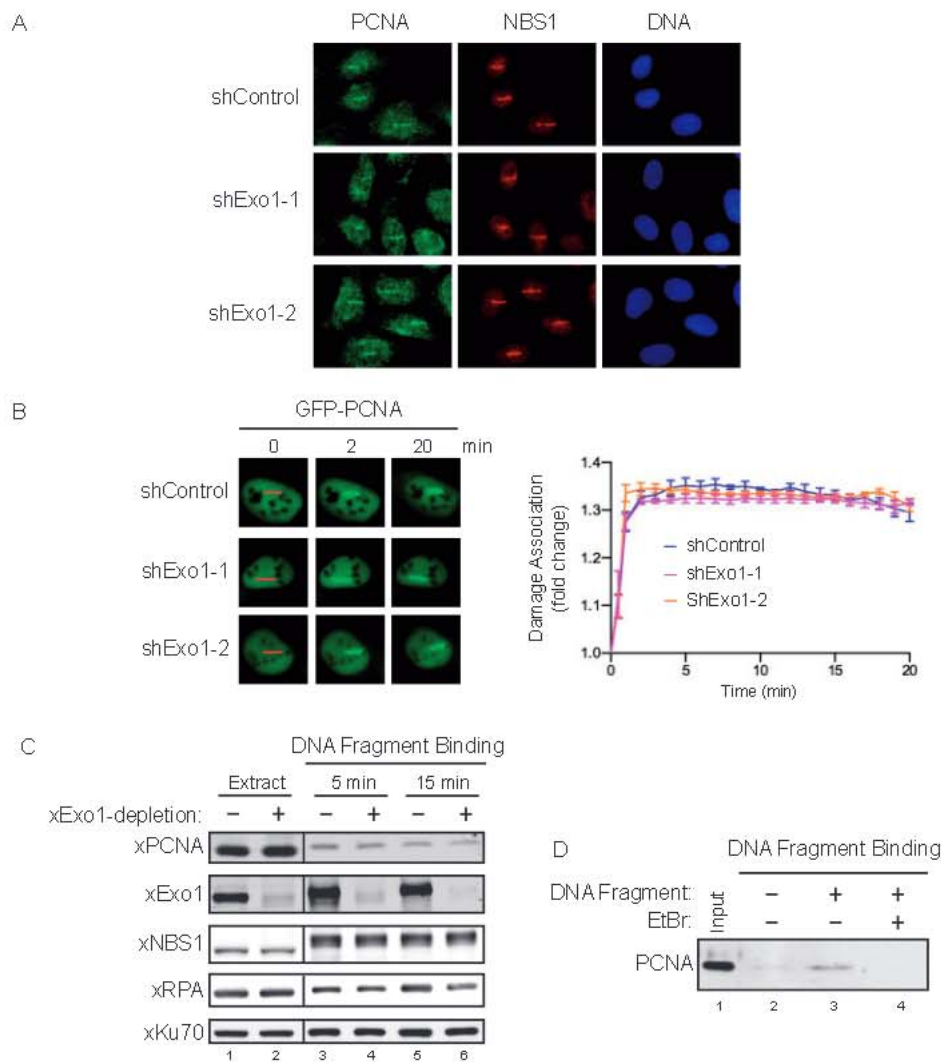 A
PCNA NBS1 DNA
shControl
shExo1-1
shExo1-2
B
GFP-PCNA
0 2 20 min
shControl
shExo1-1
shExo1-2
Damage Association
(fold change)
1.4
1.3
1.2
1.1
1.0
shControl
shExo1-1
ShExo1-2
0 5 10 15 20
Time (min)
C
DNA Fragment Binding
Extract 5 min 15 min
xExo1-depletion: – + – + – +
xPCNA
xExo1
xNBS1
xRPA
xKu70
1 2 3 4 5 6
D
DNA Fragment Binding
DNA Fragment: – + +
EtBr: – – +
Input
PCNA
1 2 3 4